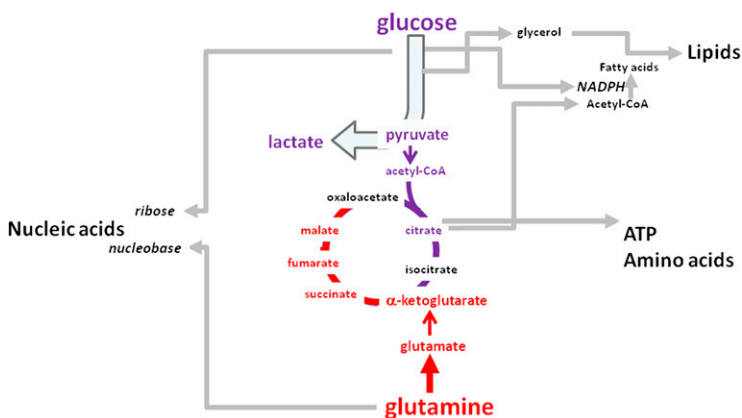 glucose
glycerol
Lipids
Fatty acids
NADPH
Acetyl-CoA
lactate
pyruvate
acetyl-CoA
oxaloacetate
ribose
Nucleic acids
nucleobase
malate
citrate
ATP
Amino acids
fumarate
isocitrate
succinate
α-ketoglutarate
glutamate
glutamine